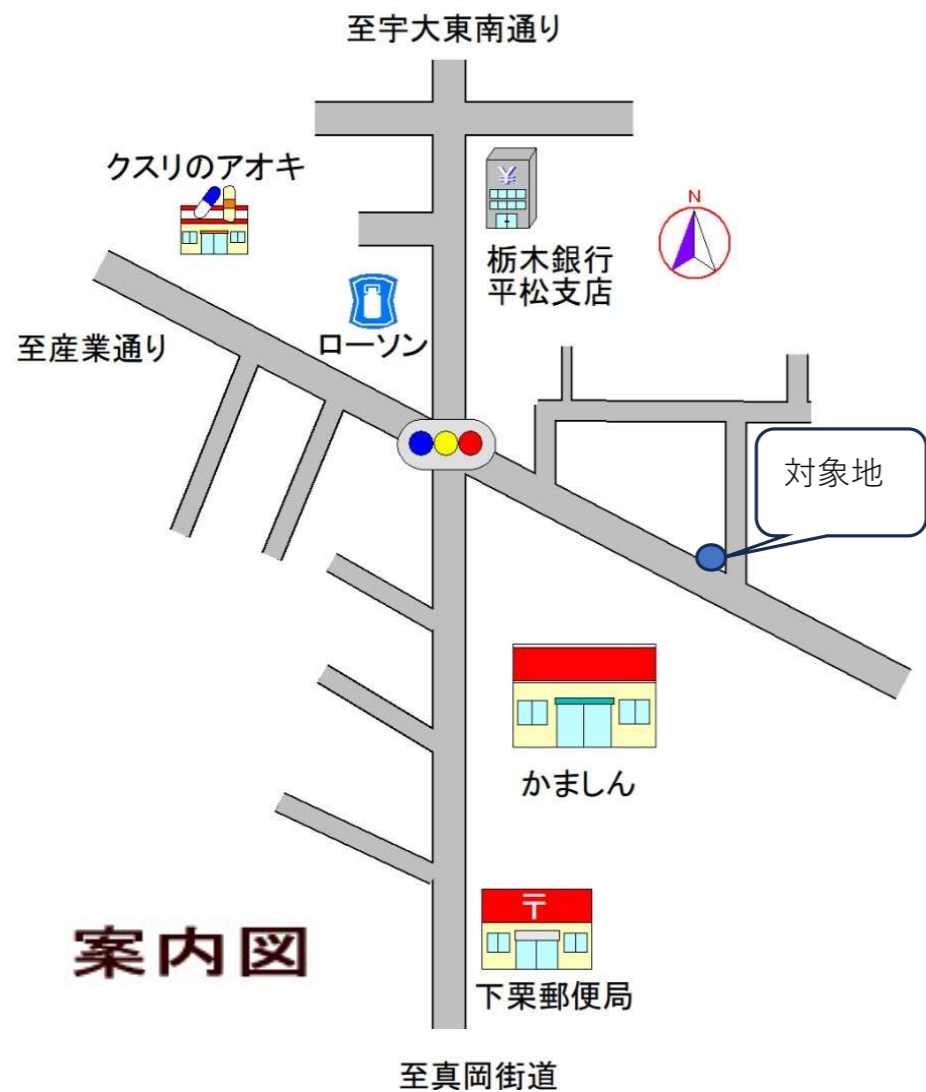 至宇大東南通り
クスリのアオキ
¥
N
栃木銀行
平松支店
至産業通り
ローソン
対象地
かましん
〒
案内図
下栗郵便局
至真岡街道